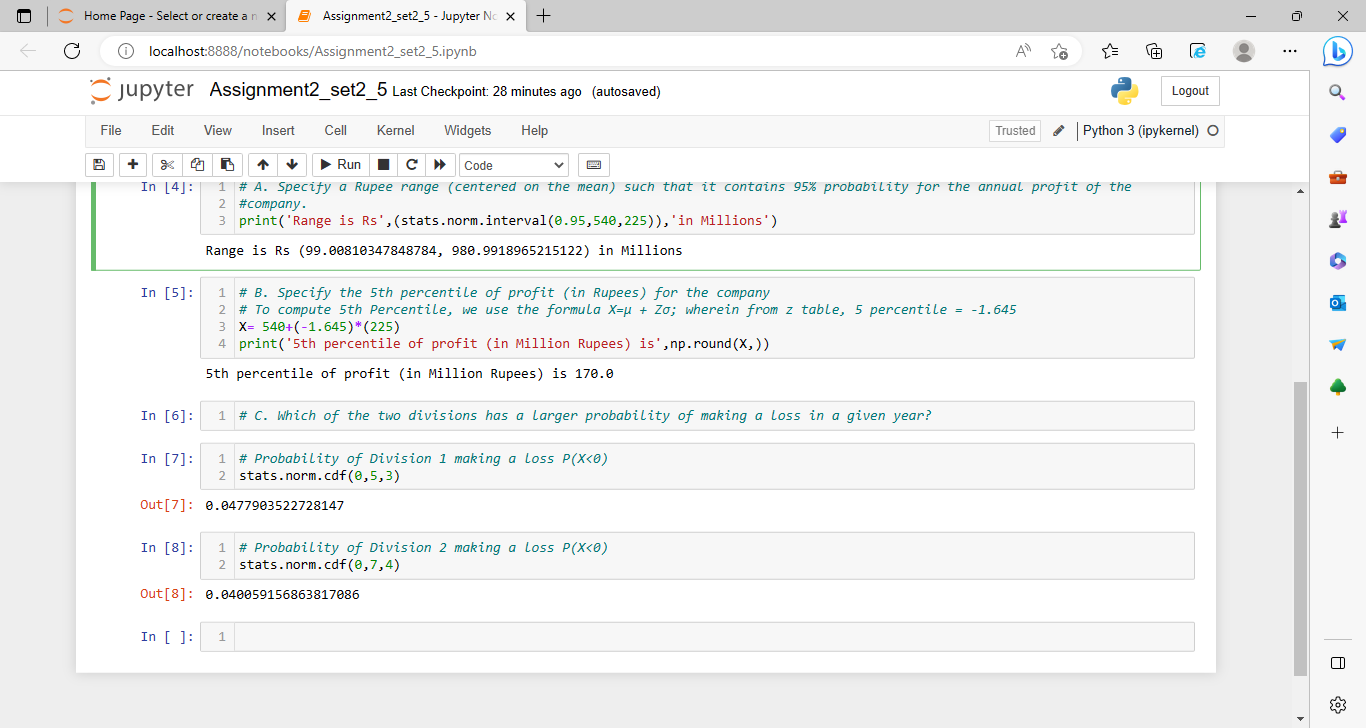 Home Page - Select or create a n
Assignment2_set2_5 - Jupyter No
localhost:8888/notebooks/Assignment2_set2_5.ipynb
jupyter Assignment2_set2_5 Last Checkpoint: 28 minutes ago (autosaved)
Logout
File Edit View Insert Cell Kernel Widgets Help
Trusted
Python 3 (ipykernel)
Run
Code
In [4]:
1 # A. Specify a Rupee range (centered on the mean) such that it contains 95% probability for the annual profit of the
2 #company.
3 print('Range is Rs',(stats.norm.interval(0.95,540,225)),'in Millions')
Range is Rs (99.00810347848784, 980.9918965215122) in Millions
In [5]:
1 # B. Specify the 5th percentile of profit (in Rupees) for the company
2 # To compute 5th Percentile, we use the formula X=μ + Zσ; wherein from z table, 5 percentile = -1.645
3 X= 540+(-1.645)*(225)
4 print('5th percentile of profit (in Million Rupees) is',np.round(X,))
5th percentile of profit (in Million Rupees) is 170.0
In [6]:
1 # C. Which of the two divisions has a larger probability of making a loss in a given year?
In [7]:
1 # Probability of Division 1 making a loss P(X<0)
2 stats.norm.cdf(0,5,3)
Out[7]: 0.0477903522728147
In [8]:
1 # Probability of Division 2 making a loss P(X<0)
2 stats.norm.cdf(0,7,4)
Out[8]: 0.040059156863817086
In [ ]:
1